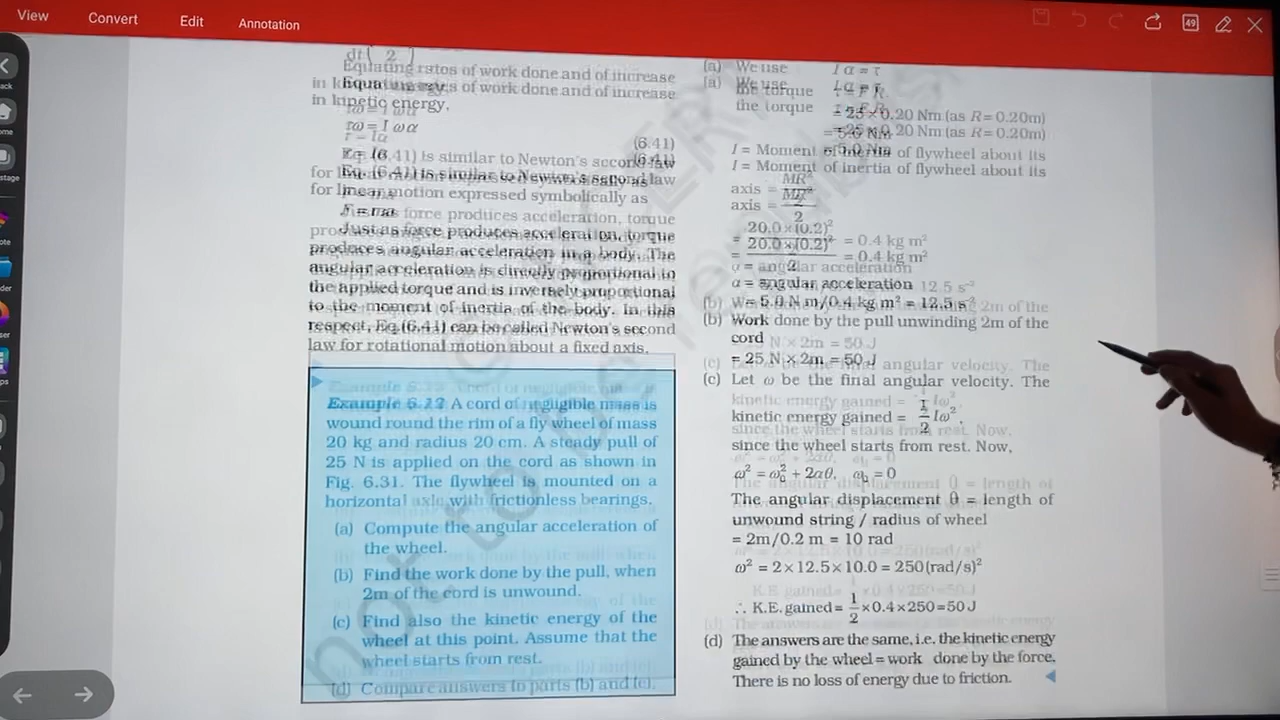 View Convert Edit Annotation
49
Equating rates of work done and of increase
in kinetic energy,
τω = I ω α
τ = Iα (6.41)
Eq. (6.41) is similar to Newton's second law
for linear motion expressed symbolically as
F = ma
Just as force produces acceleration, torque
produces angular acceleration in a body. The
angular acceleration is directly proportional to
the applied torque and is inversely proportional
to the moment of inertia of the body. In this
respect, Eq.(6.41) can be called Newton's second
law for rotational motion about a fixed axis.
Example 6.12 A cord of negligible mass is
wound round the rim of a fly wheel of mass
20 kg and radius 20 cm. A steady pull of
25 N is applied on the cord as shown in
Fig. 6.31. The flywheel is mounted on a
horizontal axle with frictionless bearings.
(a) Compute the angular acceleration of
the wheel.
(b) Find the work done by the pull, when
2m of the cord is unwound.
(c) Find also the kinetic energy of the
wheel at this point. Assume that the
wheel starts from rest.
(d) Compare answers to parts (b) and (c).
(a) We use I α = τ
the torque τ = F R
= 25 × 0.20 Nm (as R = 0.20m)
= 5.0 Nm
I = Moment of inertia of flywheel about its
axis = MR²/2
= 20.0 × (0.2)²/2 = 0.4 kg m²
α = angular acceleration
= 5.0 N m/0.4 kg m² = 12.5 s⁻²
(b) Work done by the pull unwinding 2m of the
cord
= 25 N × 2m = 50 J
(c) Let ω be the final angular velocity. The
kinetic energy gained = 1/2 Iω²,
since the wheel starts from rest. Now,
ω² = ω₀² + 2αθ, ω₀ = 0
The angular displacement θ = length of
unwound string / radius of wheel
= 2m/0.2 m = 10 rad
ω² = 2 × 12.5 × 10.0 = 250 (rad/s)²
∴ K.E. gained = 1/2 × 0.4 × 250 = 50 J
(d) The answers are the same, i.e. the kinetic energy
gained by the wheel = work done by the force.
There is no loss of energy due to friction.
not to be